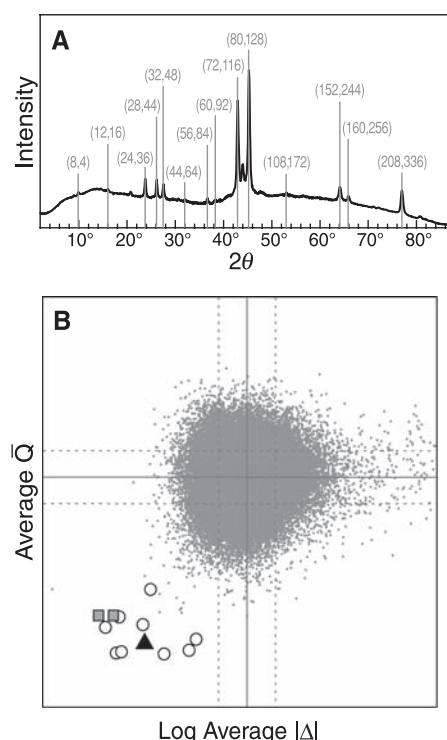 A
(80,128)
(72,116)
(32,48)
(152,244)
(28,44)
(60,92)
(160,256)
(12,16)
(56,84)
(24,36)
(8,4)
(44,64)
(108,172)
(208,336)
Intensity
10° 20° 30° 40° 50° 60° 70° 80°
2θ
B
Average Q̄
Log Average |Δ|